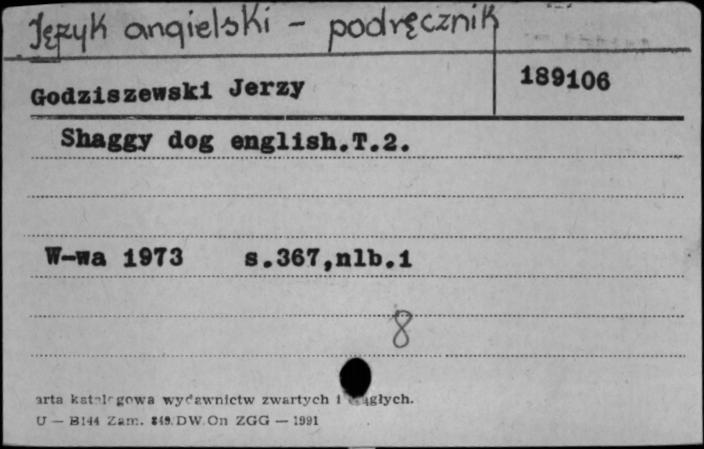 Język angielski - podręcznik
Godziszewski Jerzy 189106
Shaggy dog english.T.2.
W-wa 1973 s.367,nlb.1
8
arta katalogowa wydawnictw zwartych i ągłych.
U — B144 Zam. 849.DW.On ZGG — 1991